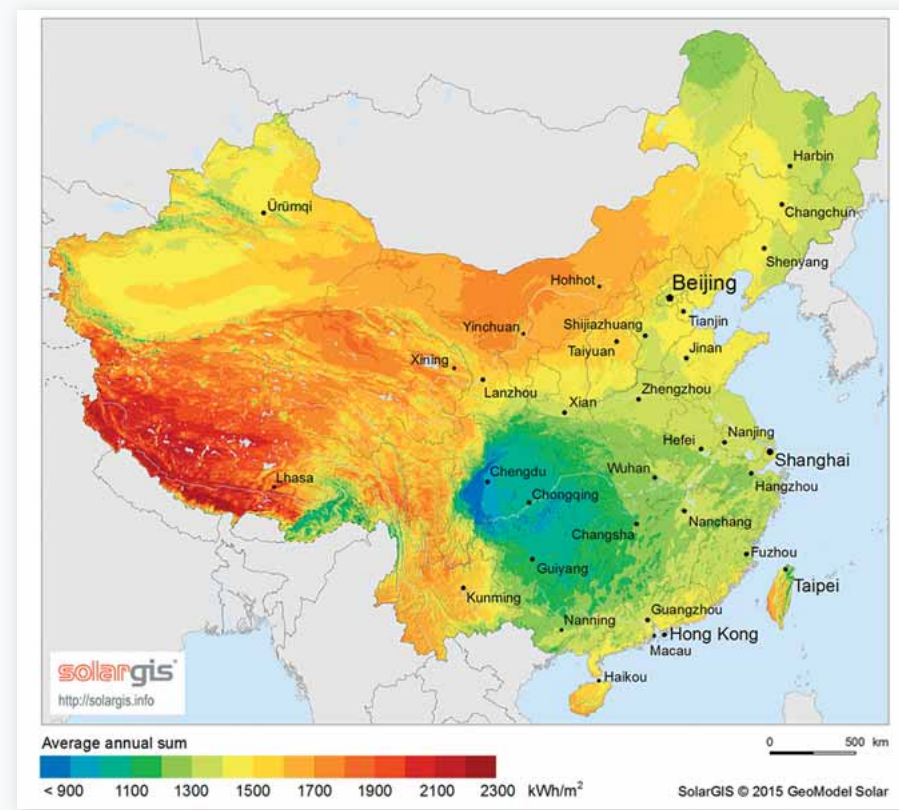 Harbin
Ürümqi
Changchun
Shenyang
Hohhot
Beijing
Yinchuan
Shijiazhuang
Tianjin
Taiyuan
Jinan
Xining
Lanzhou
Zhengzhou
Xian
Nanjing
Hefei
Shanghai
Wuhan
Lhasa
Chengdu
Hangzhou
Chongqing
Nanchang
Changsha
Fuzhou
Guiyang
Taipei
Kunming
Guangzhou
Nanning
Hong Kong
Macau
Haikou
solargis
http://solargis.info
Average annual sum
0 500 km
< 900 1100 1300 1500 1700 1900 2100 2300 kWh/m²
SolarGIS © 2015 GeoModel Solar